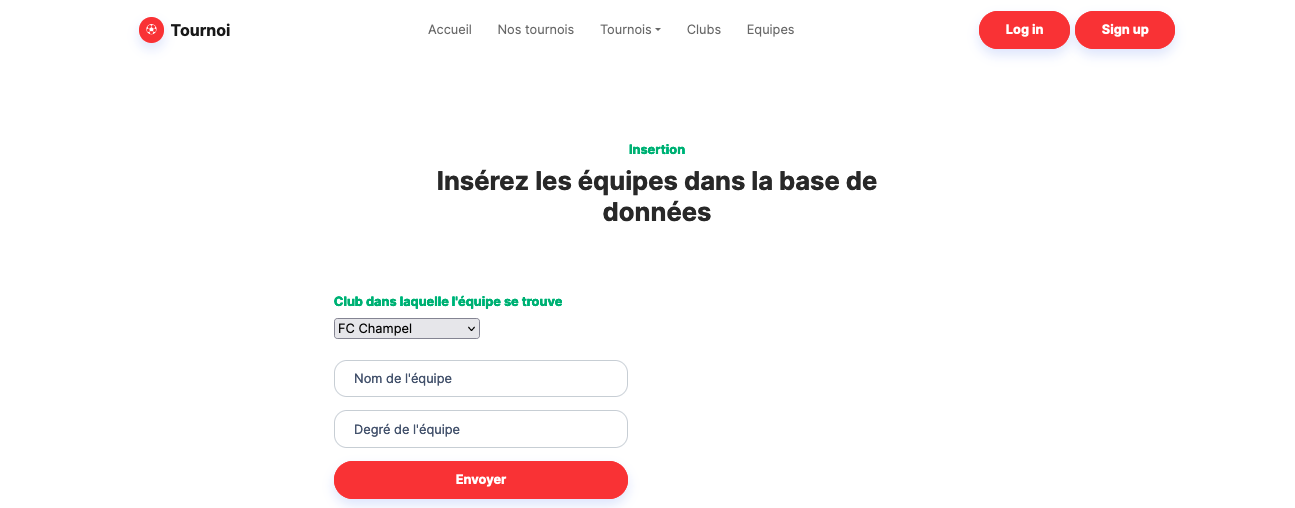 Tournoi
Accueil
Nos tournois
Tournois
Clubs
Equipes
Log in
Sign up
Insertion
Insérez les équipes dans la base de
données
Club dans laquelle l'équipe se trouve
FC Champel
Nom de l'équipe
Degré de l'équipe
Envoyer